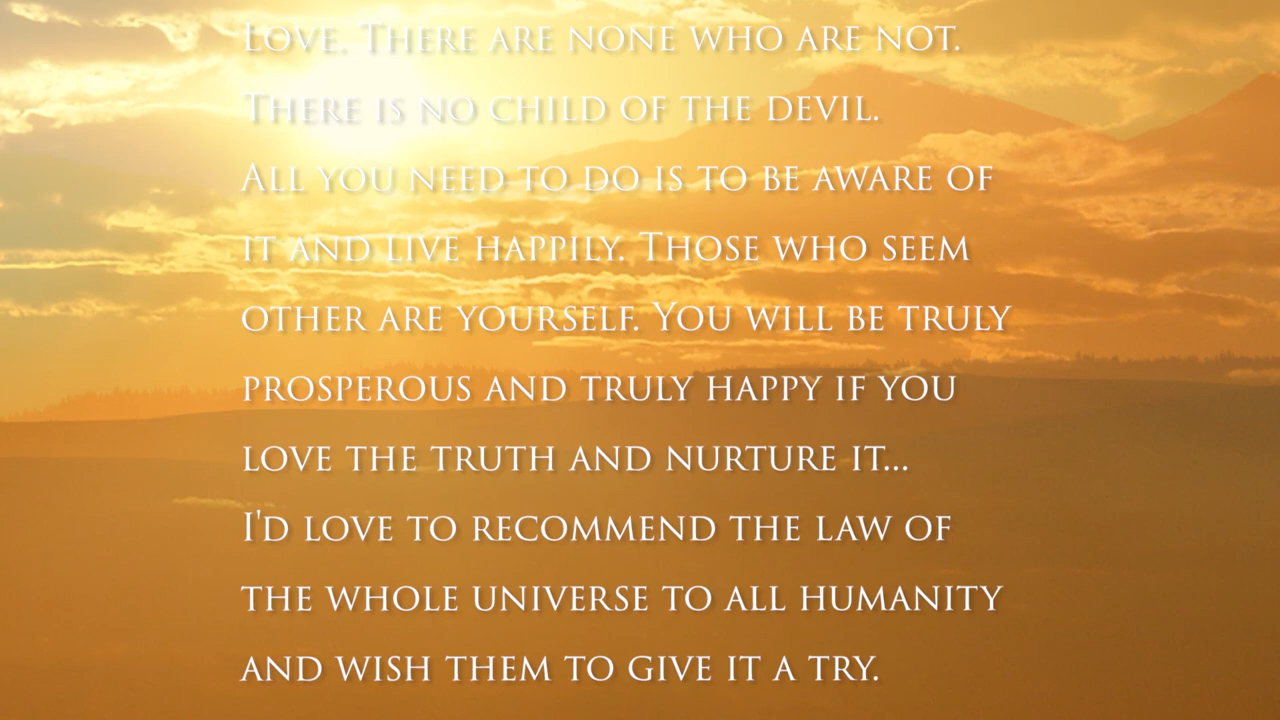 Love. There are none who are not.
There is no child of the devil.
All you need to do is to be aware of
it and live happily. Those who seem
other are yourself. You will be truly
prosperous and truly happy if you
love the truth and nurture it...
I'd love to recommend the law of
the whole universe to all humanity
and wish them to give it a try.